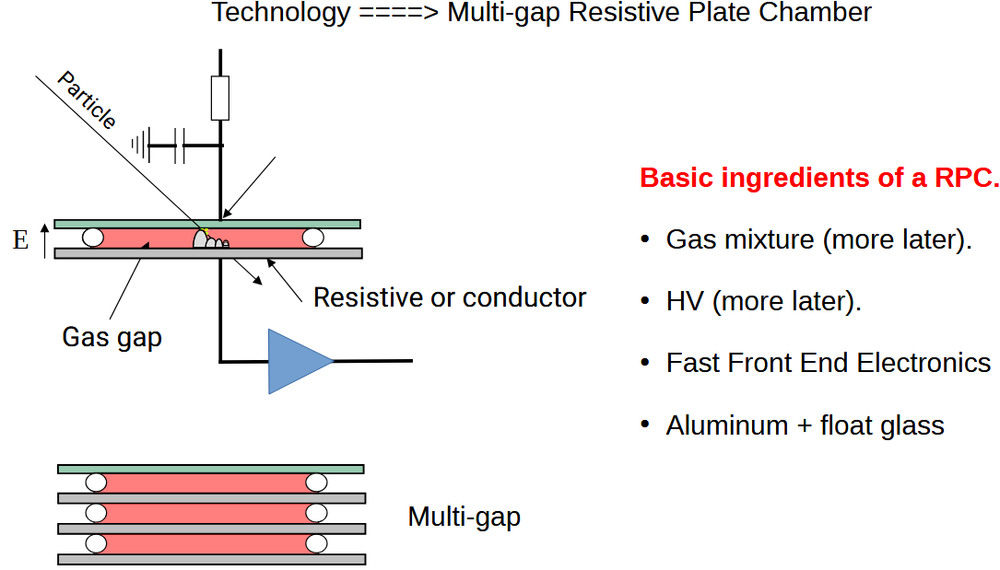 Technology ====> Multi-gap Resistive Plate Chamber
Particle
E
Gas gap
Resistive or conductor
Multi-gap
Basic ingredients of a RPC.
• Gas mixture (more later).
• HV (more later).
• Fast Front End Electronics
• Aluminum + float glass